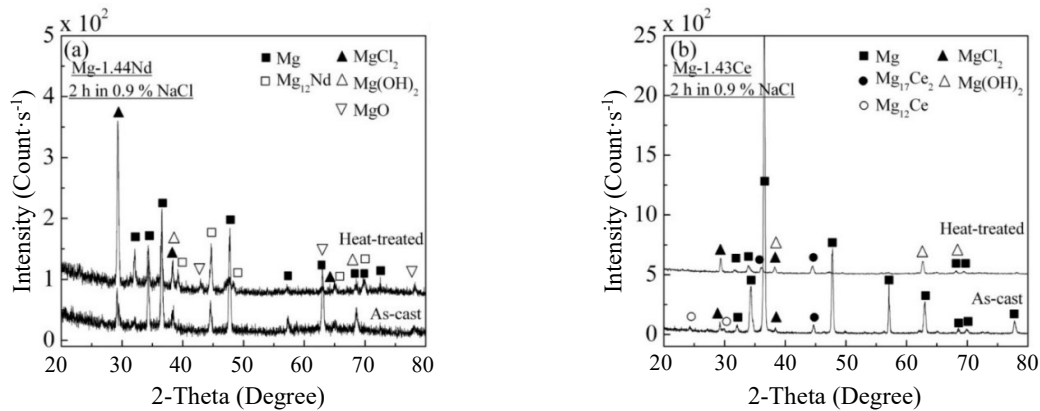 x 10²
5
(a)
Mg-1.44Nd
2 h in 0.9 % NaCl
■ Mg
▲ MgCl₂
□ Mg₁₂Nd
△ Mg(OH)₂
▽ MgO
4
3
2
1
0
Heat-treated
As-cast
Intensity (Count·s⁻¹)
20 30 40 50 60 70 80
2-Theta (Degree)
x 10²
25
(b)
Mg-1.43Ce
2 h in 0.9 % NaCl
■ Mg
▲ MgCl₂
● Mg₁₇Ce₂
△ Mg(OH)₂
○ Mg₁₂Ce
20
15
10
5
0
Heat-treated
As-cast
Intensity (Count·s⁻¹)
20 30 40 50 60 70 80
2-Theta (Degree)